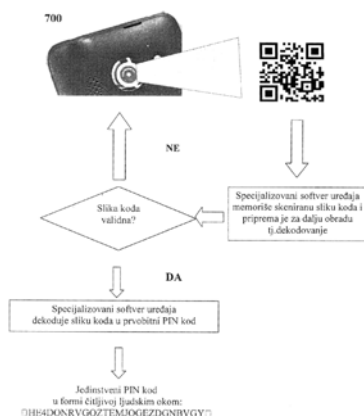 700
NE
Slika koda
validna?
Specijalizovani softver uređaja
memoriše skeniranu sliku koda i
priprema je za dalju obradu
tj.dekodovanje
DA
Specijalizovani softver uređaja
dekoduje sliku koda u prvobitni PIN kod
Jedinstveni PIN kod
u formi čitljivoj ljudskim okom: